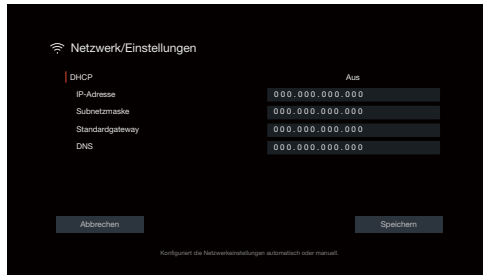 Netzwerk/Einstellungen
DHCP Aus
IP-Adresse 000.000.000.000
Subnetzmaske 000.000.000.000
Standardgateway 000.000.000.000
DNS 000.000.000.000
Abbrechen Speichern
Konfiguriert die Netzwerkeinstellungen automatisch oder manuell.